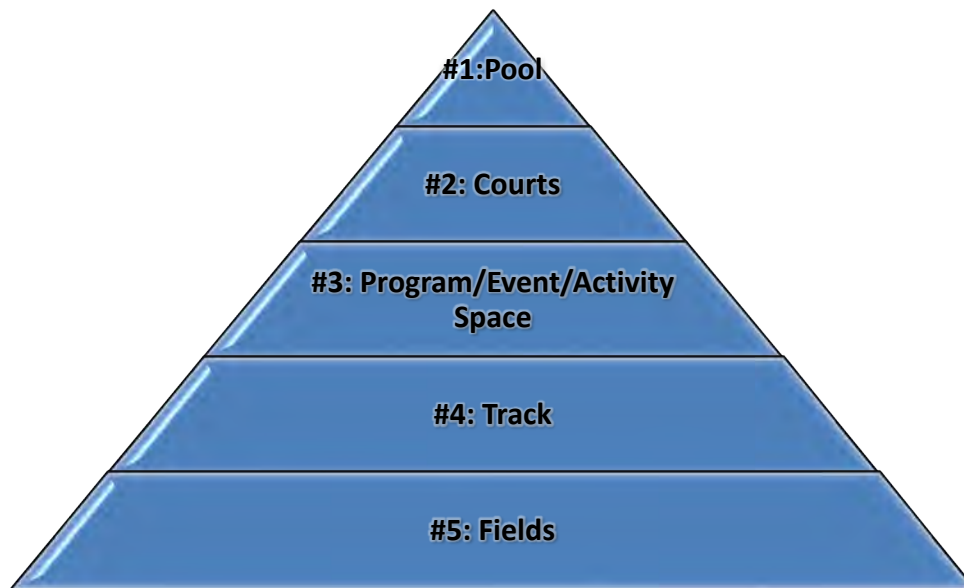 #1:Pool
#2: Courts
#3: Program/Event/Activity
Space
#4: Track
#5: Fields